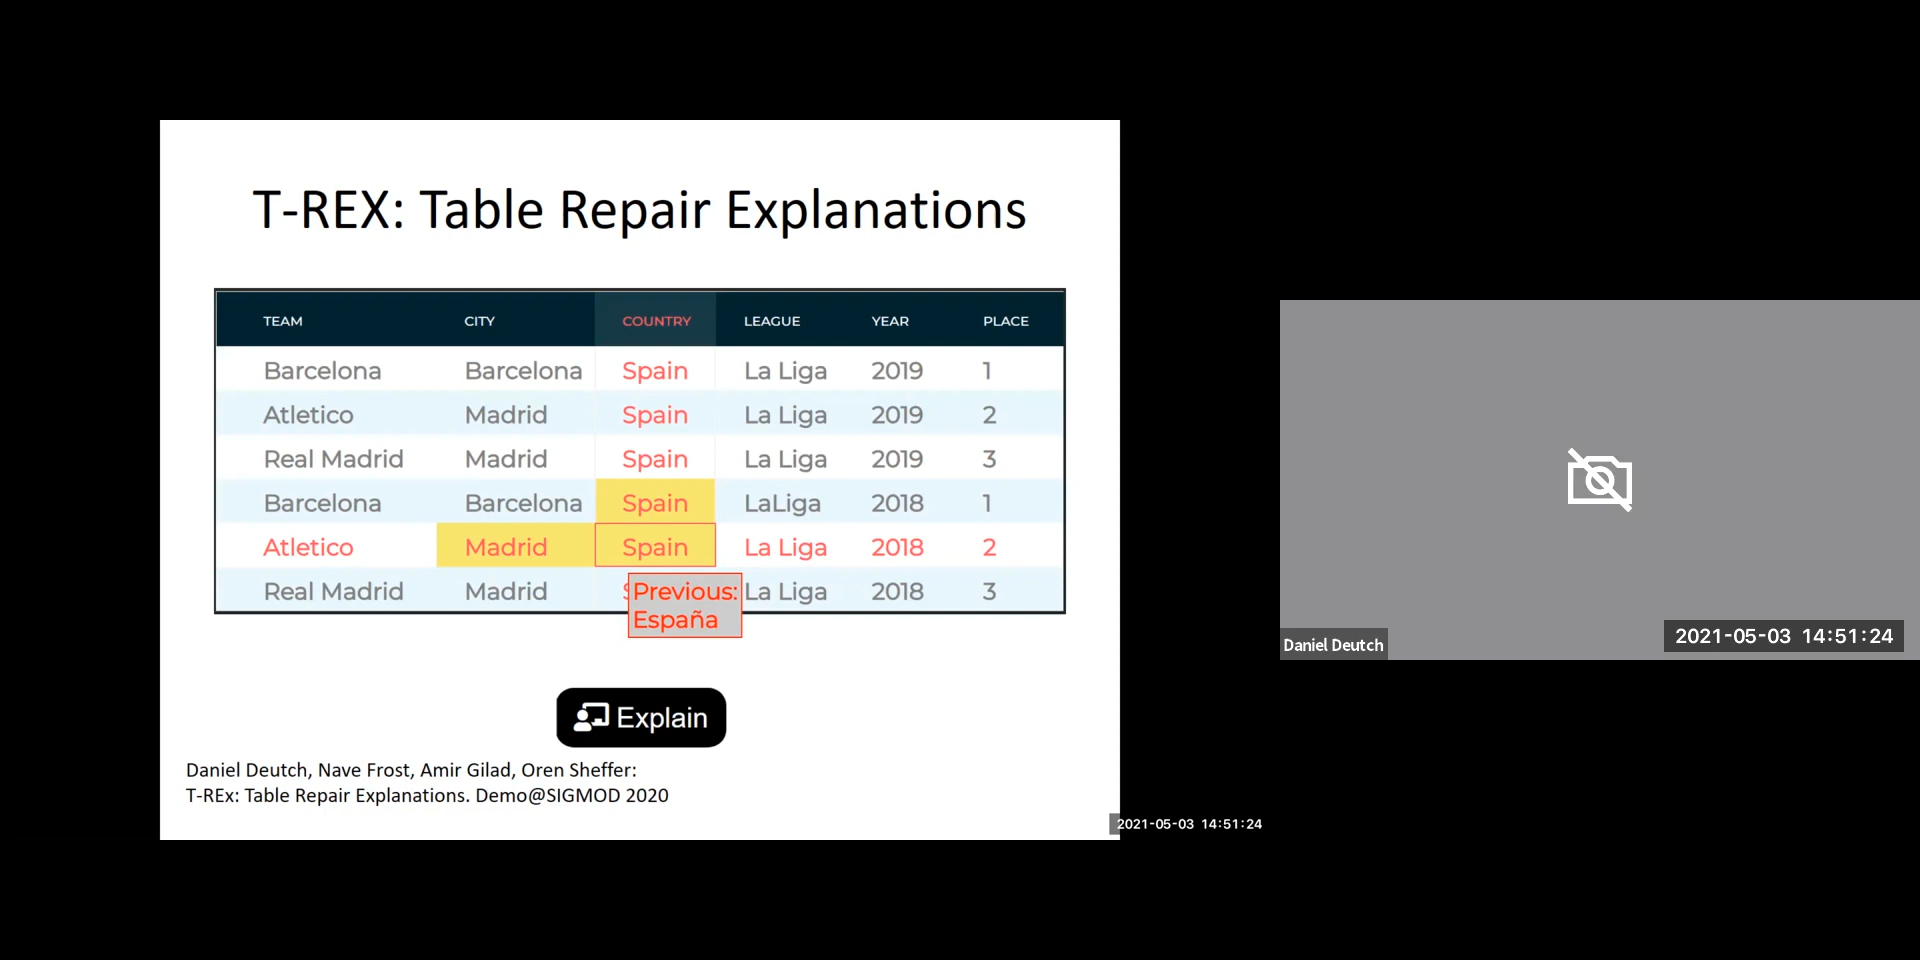 T-REX: Table Repair Explanations
TEAM CITY COUNTRY LEAGUE YEAR PLACE
Barcelona Barcelona Spain La Liga 2019 1
Atletico Madrid Spain La Liga 2019 2
Real Madrid Madrid Spain La Liga 2019 3
Barcelona Barcelona Spain LaLiga 2018 1
Atletico Madrid Spain La Liga 2018 2
Real Madrid Madrid La Liga 2018 3
Previous:
España
Explain
Daniel Deutch, Nave Frost, Amir Gilad, Oren Sheffer:
T-REx: Table Repair Explanations. Demo@SIGMOD 2020
2021-05-03 14:51:24
Daniel Deutch
2021-05-03 14:51:24